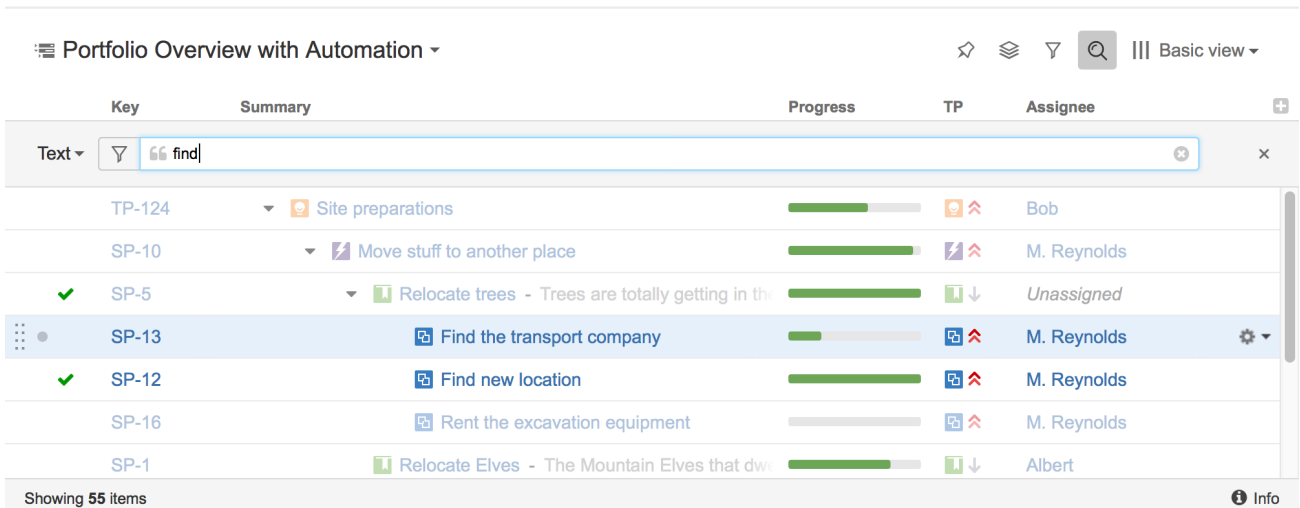 Portfolio Overview with Automation
Basic view
Key Summary Progress TP Assignee
Text find
TP-124 Site preparations Bob
SP-10 Move stuff to another place M. Reynolds
SP-5 Relocate trees - Trees are totally getting in the Unassigned
SP-13 Find the transport company M. Reynolds
SP-12 Find new location M. Reynolds
SP-16 Rent the excavation equipment M. Reynolds
SP-1 Relocate Elves - The Mountain Elves that dwe Albert
Showing 55 items Info